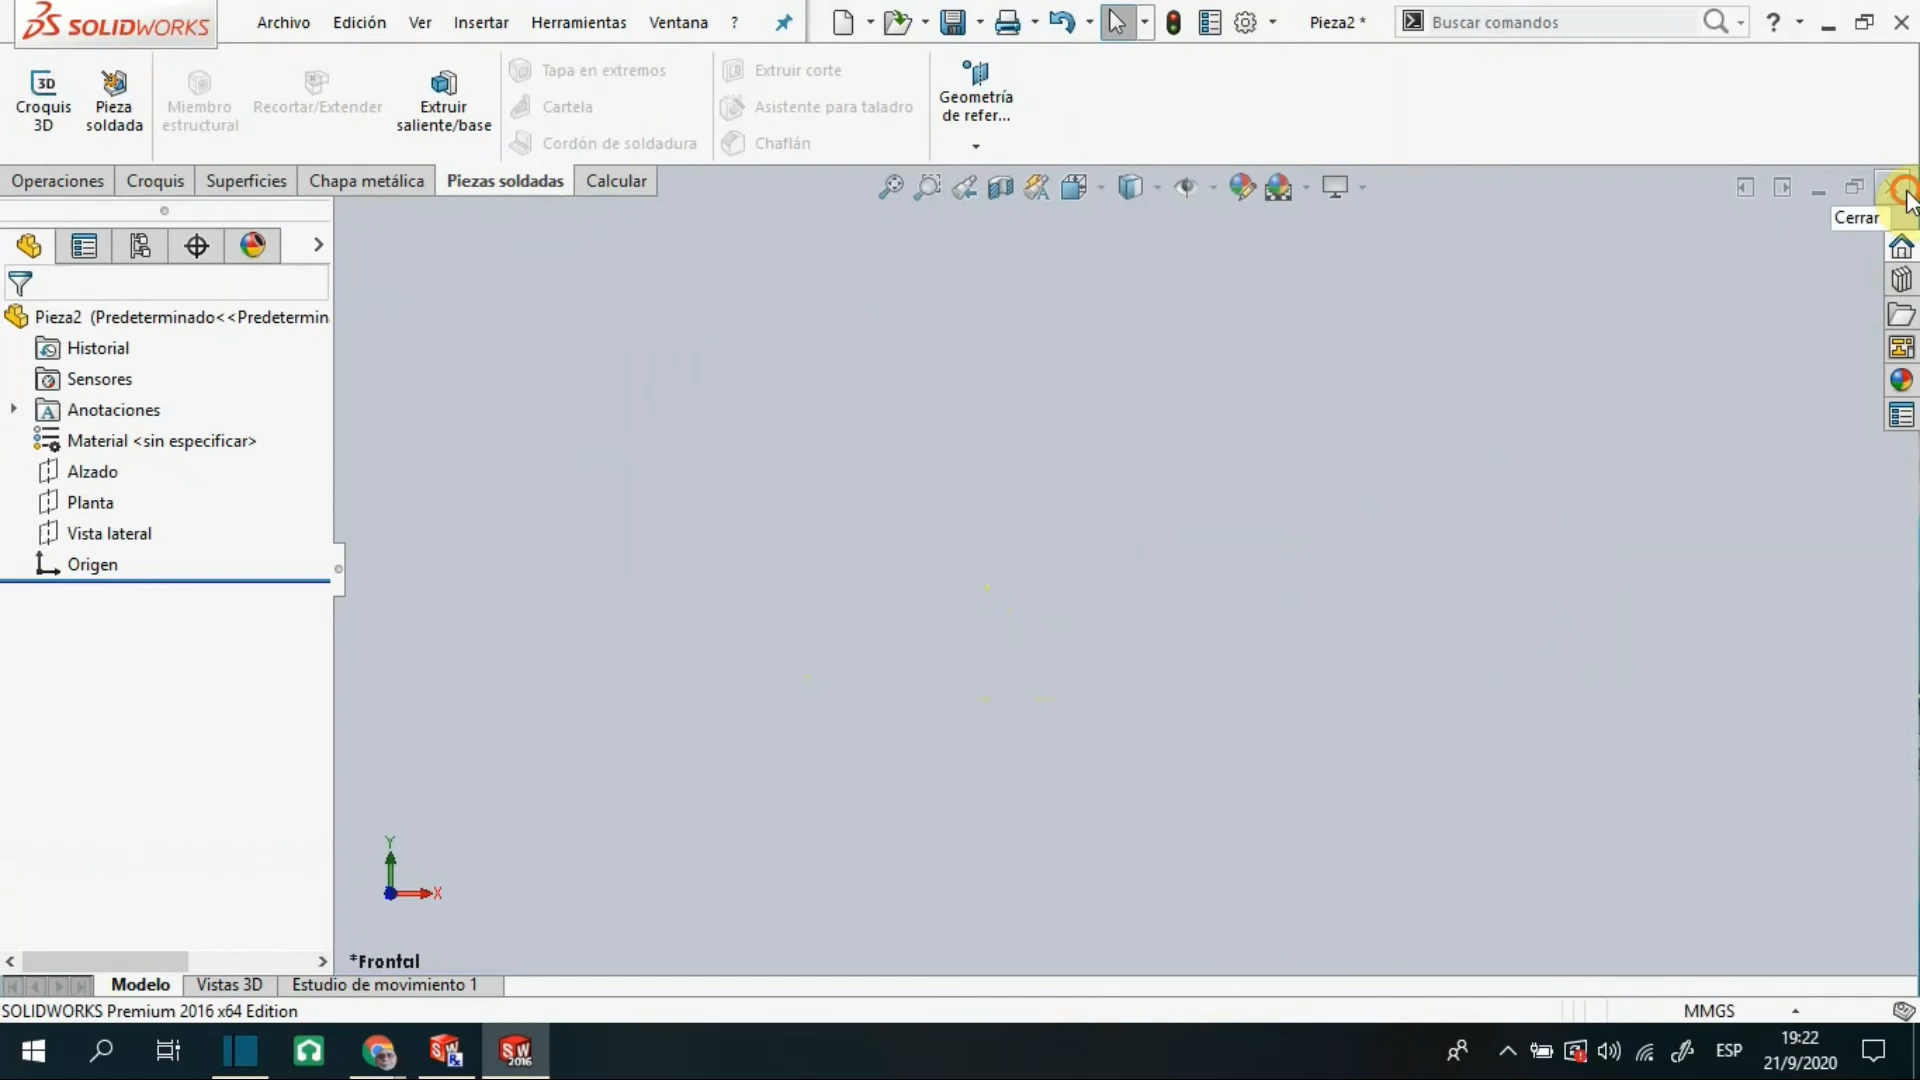 SOLIDWORKS
Archivo
Edición
Ver
Insertar
Herramientas
Ventana
?
Pieza2 *
Buscar comandos
?
3D
Croquis
3D
Pieza
soldada
Miembro
estructural
Recortar/Extender
Extruir
saliente/base
Tapa en extremos
Cartela
Cordón de soldadura
Extruir corte
Asistente para taladro
Chaflán
Geometría
de refer...
Operaciones
Croquis
Superficies
Chapa metálica
Piezas soldadas
Calcular
Cerrar
Pieza2 (Predeterminado<<Predetermin
Historial
Sensores
Anotaciones
Material <sin especificar>
Alzado
Planta
Vista lateral
Origen
Y
X
*Frontal
Modelo
Vistas 3D
Estudio de movimiento 1
SOLIDWORKS Premium 2016 x64 Edition
MMGS
SW
SW
2016
ESP
19:22
21/9/2020